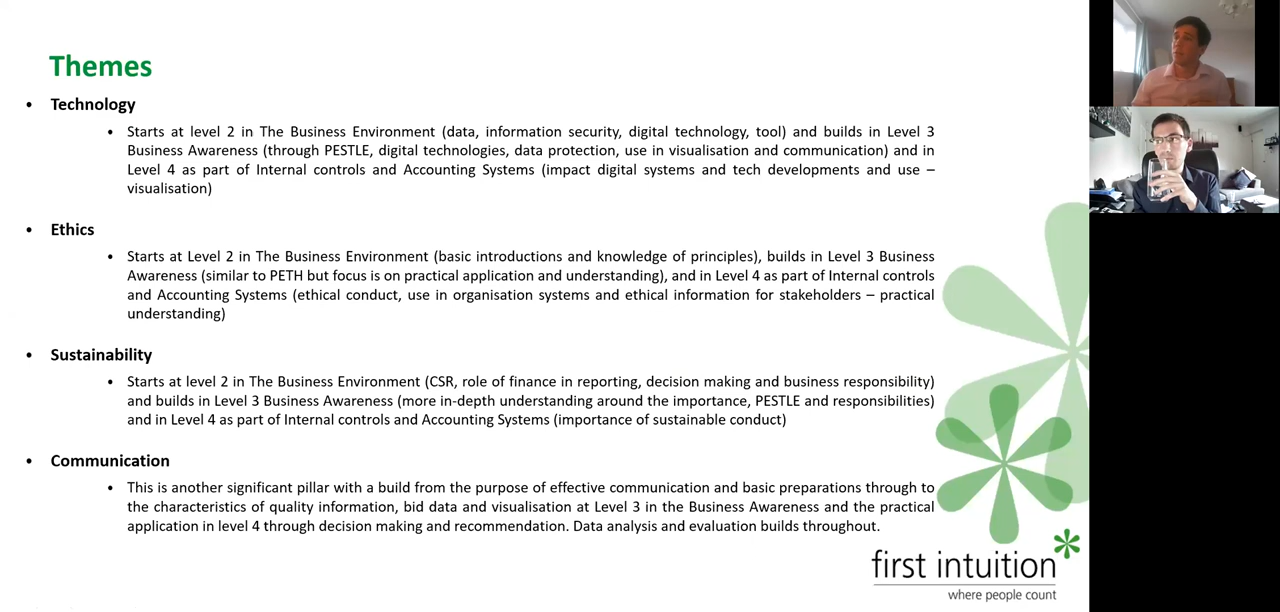 Themes
• Technology
• Starts at level 2 in The Business Environment (data, information security, digital technology, tool) and builds in Level 3
Business Awareness (through PESTLE, digital technologies, data protection, use in visualisation and communication) and in
Level 4 as part of Internal controls and Accounting Systems (impact digital systems and tech developments and use –
visualisation)
• Ethics
• Starts at Level 2 in The Business Environment (basic introductions and knowledge of principles), builds in Level 3 Business
Awareness (similar to PETH but focus is on practical application and understanding), and in Level 4 as part of Internal controls
and Accounting Systems (ethical conduct, use in organisation systems and ethical information for stakeholders – practical
understanding)
• Sustainability
• Starts at level 2 in The Business Environment (CSR, role of finance in reporting, decision making and business responsibility)
and builds in Level 3 Business Awareness (more in-depth understanding around the importance, PESTLE and responsibilities)
and in Level 4 as part of Internal controls and Accounting Systems (importance of sustainable conduct)
• Communication
• This is another significant pillar with a build from the purpose of effective communication and basic preparations through to
the characteristics of quality information, bid data and visualisation at Level 3 in the Business Awareness and the practical
application in level 4 through decision making and recommendation. Data analysis and evaluation builds throughout.
first intuition
where people count